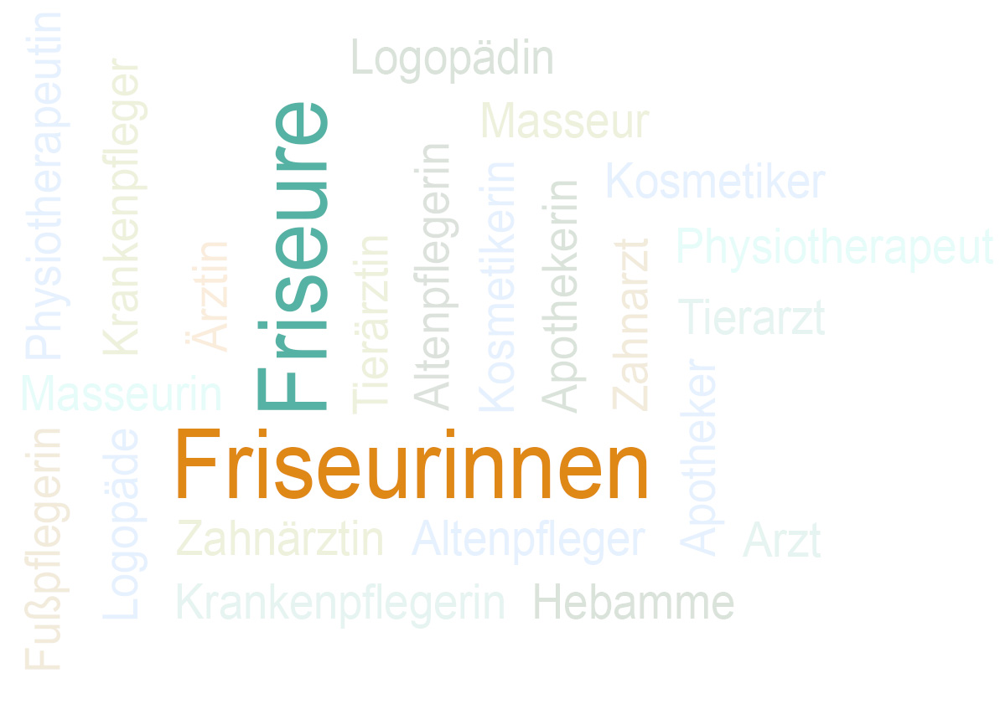 Physiotherapeutin
Krankenpfleger
Ärztin
Friseure
Logopädin
Masseur
Tierärztin
Altenpflegerin
Kosmetikerin
Apothekerin
Kosmetiker
Zahnarzt
Physiotherapeut
Tierarzt
Masseurin
Friseurinnen
Apotheker
Fußpflegerin
Logopäde
Zahnärztin
Altenpfleger
Arzt
Krankenpflegerin
Hebamme